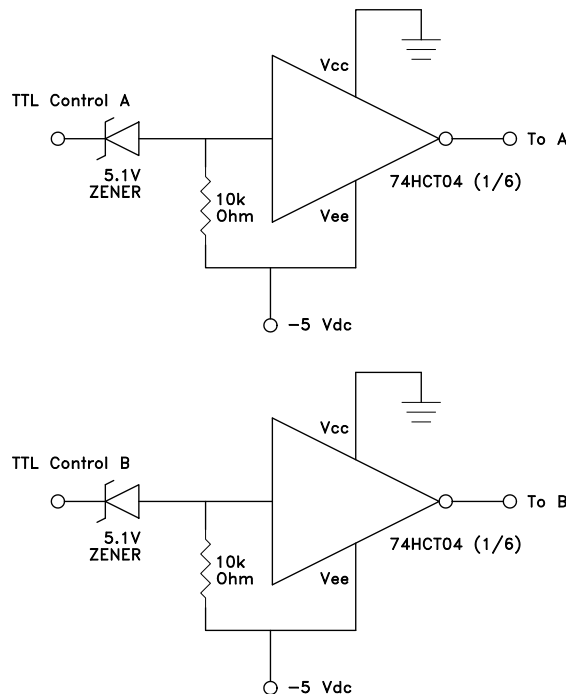 Vcc
TTL Control A
To A
5.1V
ZENER
74HCT04 (1/6)
10k
Ohm
Vee
-5 Vdc
Vcc
TTL Control B
To B
5.1V
ZENER
74HCT04 (1/6)
10k
Ohm
Vee
-5 Vdc